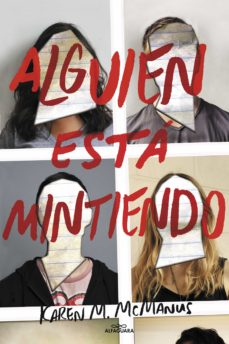 ALGUIEN
ESTÁ
MINTIENDO
KAREN M. McMANUS
ALFAGUARA